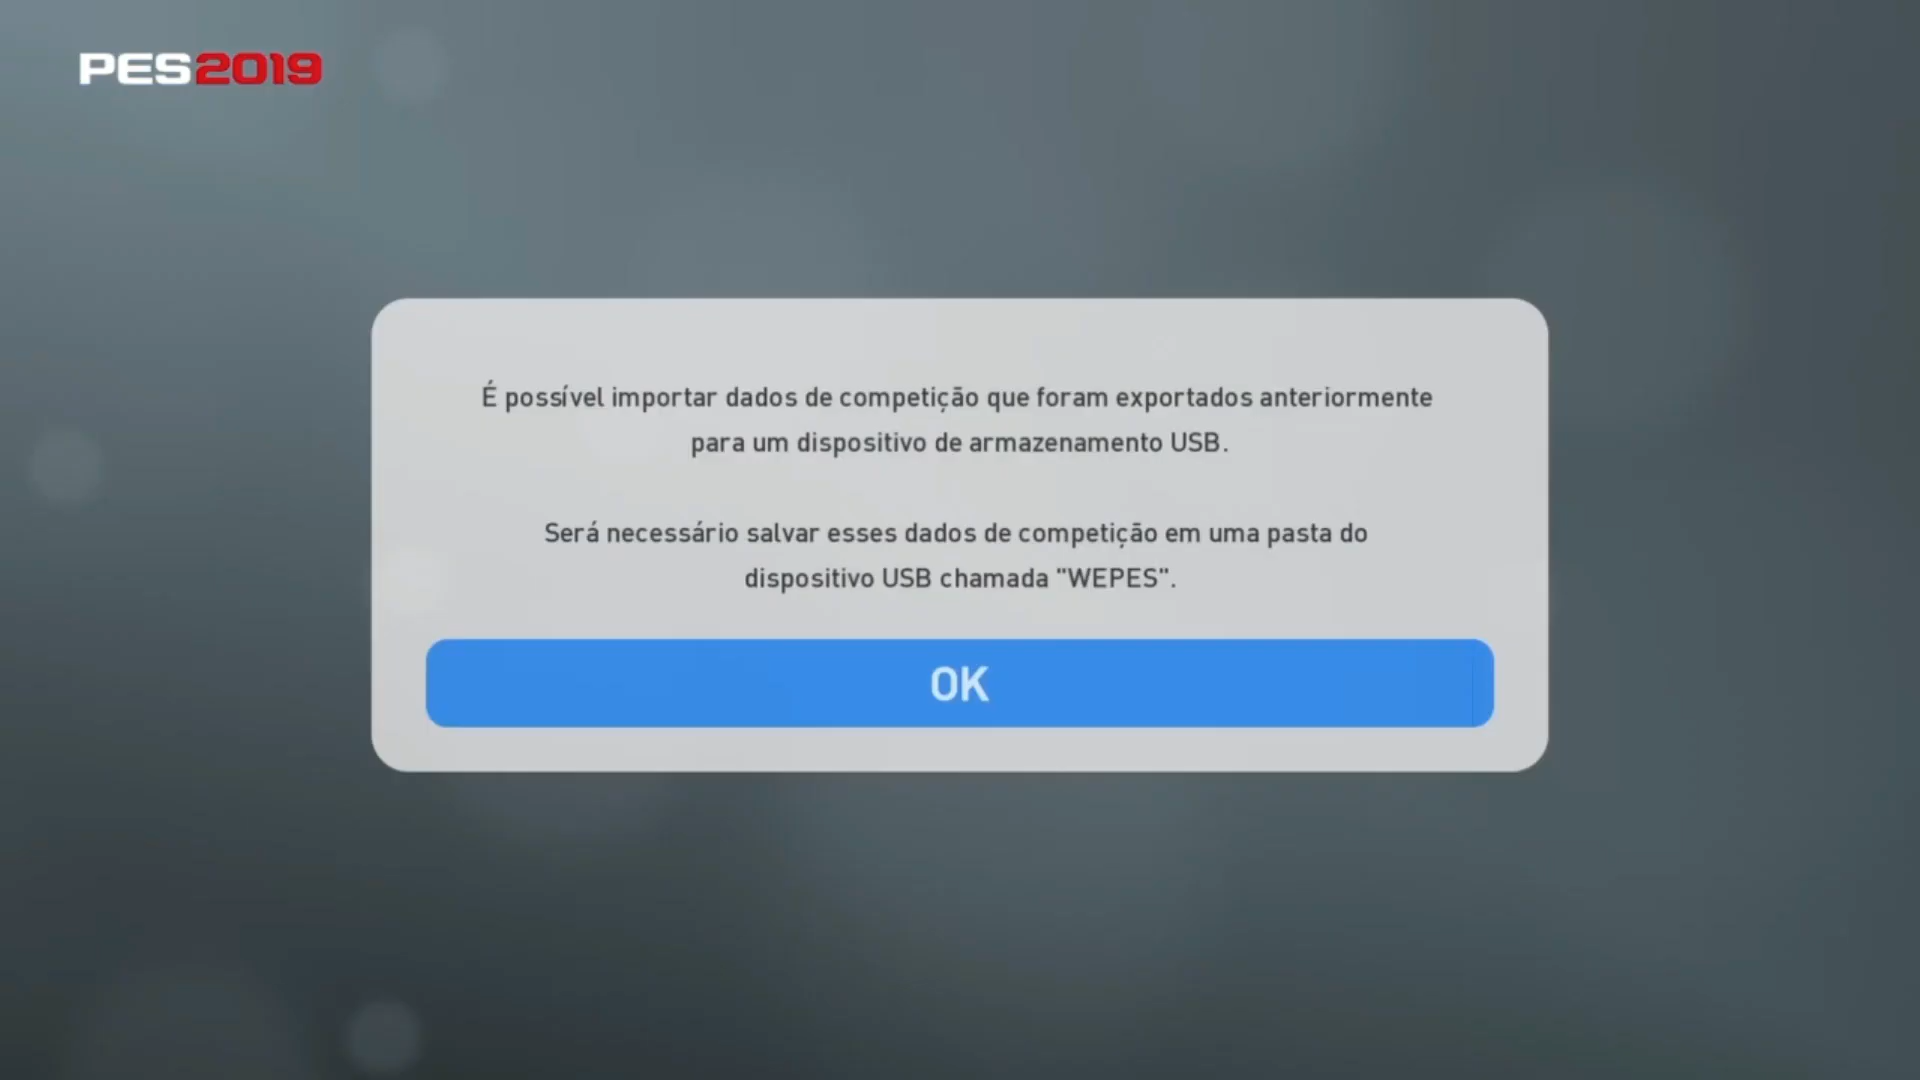 PES2019
É possível importar dados de competição que foram exportados anteriormente
para um dispositivo de armazenamento USB.
Será necessário salvar esses dados de competição em uma pasta do
dispositivo USB chamada "WEPES".
OK